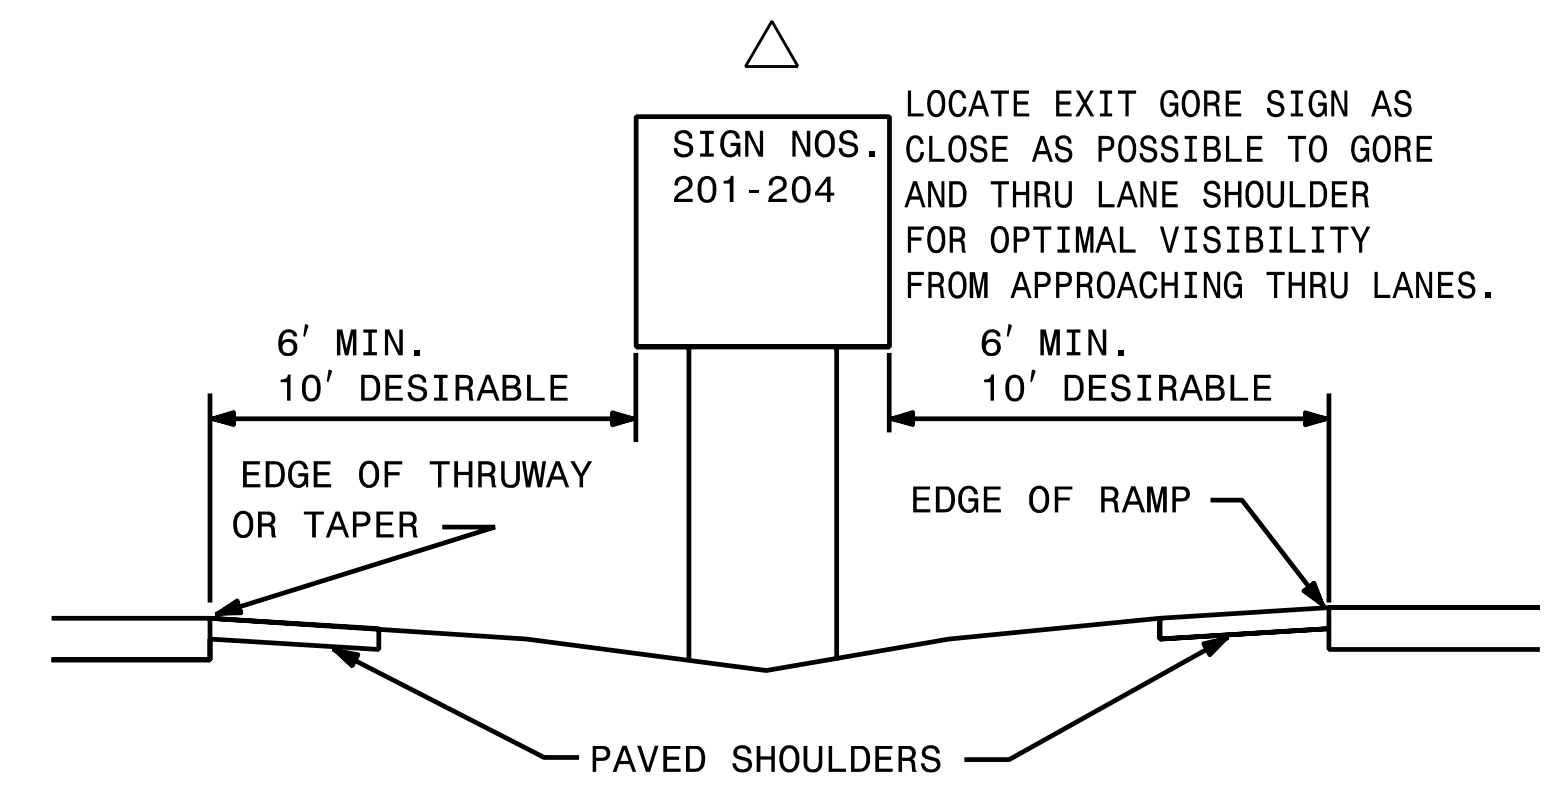 SIGN NOS.
201-204
LOCATE EXIT GORE SIGN AS
CLOSE AS POSSIBLE TO GORE
AND THRU LANE SHOULDER
FOR OPTIMAL VISIBILITY
FROM APPROACHING THRU LANES.
6' MIN.
10' DESIRABLE
6' MIN.
10' DESIRABLE
EDGE OF THRUWAY
OR TAPER
EDGE OF RAMP
PAVED SHOULDERS